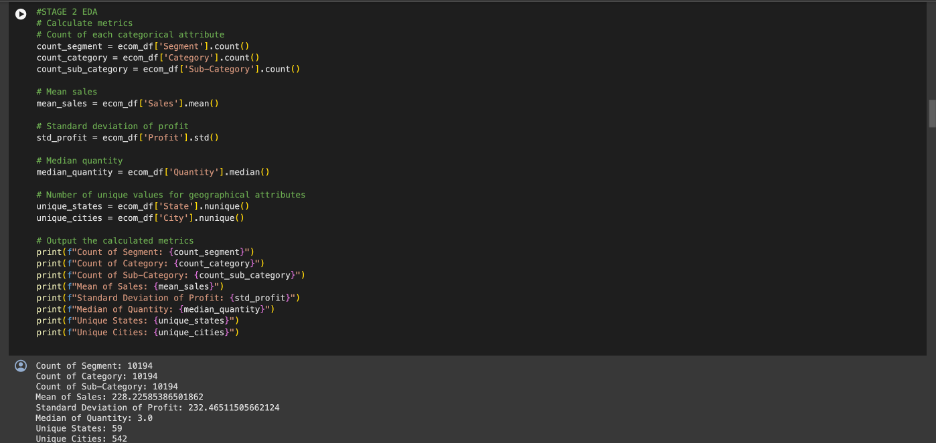 #STAGE 2 EDA
# Calculate metrics
# Count of each categorical attribute
count_segment = ecom_df['Segment'].count()
count_category = ecom_df['Category'].count()
count_sub_category = ecom_df['Sub-Category'].count()
# Mean sales
mean_sales = ecom_df['Sales'].mean()
# Standard deviation of profit
std_profit = ecom_df['Profit'].std()
# Median quantity
median_quantity = ecom_df['Quantity'].median()
# Number of unique values for geographical attributes
unique_states = ecom_df['State'].nunique()
unique_cities = ecom_df['City'].nunique()
# Output the calculated metrics
print(f"Count of Segment: {count_segment}")
print(f"Count of Category: {count_category}")
print(f"Count of Sub-Category: {count_sub_category}")
print(f"Mean of Sales: {mean_sales}")
print(f"Standard Deviation of Profit: {std_profit}")
print(f"Median of Quantity: {median_quantity}")
print(f"Unique States: {unique_states}")
print(f"Unique Cities: {unique_cities}")
Count of Segment: 10194
Count of Category: 10194
Count of Sub-Category: 10194
Mean of Sales: 228.22585386501862
Standard Deviation of Profit: 232.46511505662124
Median of Quantity: 3.0
Unique States: 59
Unique Cities: 542